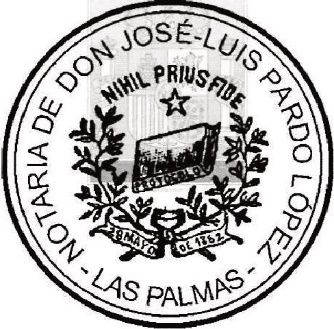 NOTARIA DE DON JOSÉ-LUIS PARDO LÓPEZ
- LAS PALMAS -
NIHIL PRIUS FIDE
PROTOCOLO
28 MAYO DE 1862